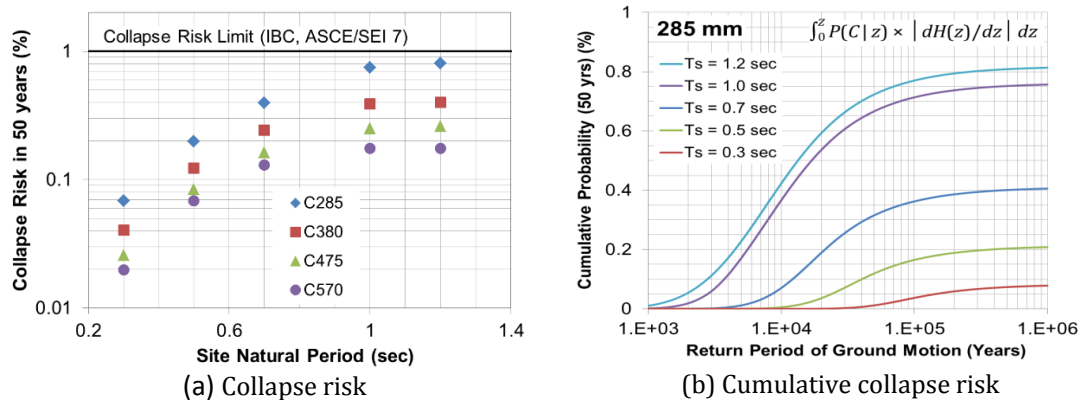 Collapse Risk in 50 years (%)
10
1
0.1
0.01
Collapse Risk Limit (IBC, ASCE/SEI 7)
C285
C380
C475
C570
0.2
0.6
1
1.4
Site Natural Period (sec)
(a) Collapse risk
Cumulative Probability (50 yrs) (%)
1
0.8
0.6
0.4
0.2
0
285 mm
∫₀ᶻ P(C|z) × |dH(z)/dz| dz
Ts = 1.2 sec
Ts = 1.0 sec
Ts = 0.7 sec
Ts = 0.5 sec
Ts = 0.3 sec
1.E+03
1.E+04
1.E+05
1.E+06
Return Period of Ground Motion (Years)
(b) Cumulative collapse risk